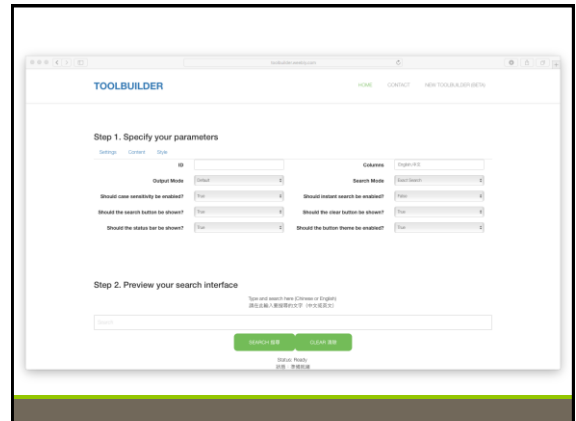 TOOLBUILDER
HOME CONTACT NEW TOOLBUILDER (BETA)
Step 1. Specify your parameters
Settings Content Style
ID
Columns
Output Mode Default
Search Mode Exact Search
Should case sensitivity be enabled? True
Should instant search be enabled? False
Should the search button be shown? True
Should the clear button be shown? True
Should the status bar be shown? True
Should the button theme be enabled? True
Step 2. Preview your search interface
Type and search here (Chinese or English)
Search
SEARCH 搜尋 CLEAR 清除
Status: Ready